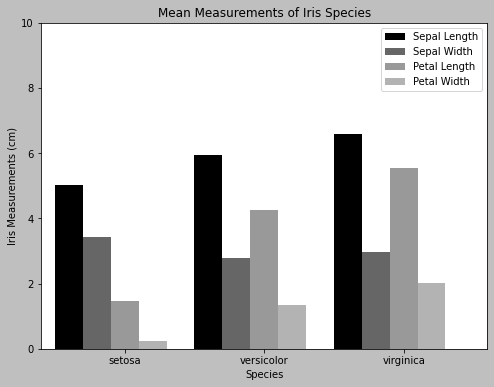 Mean Measurements of Iris Species
Sepal Length
Sepal Width
Petal Length
Petal Width
Iris Measurements (cm)
10
8
6
4
2
0
setosa versicolor virginica
Species